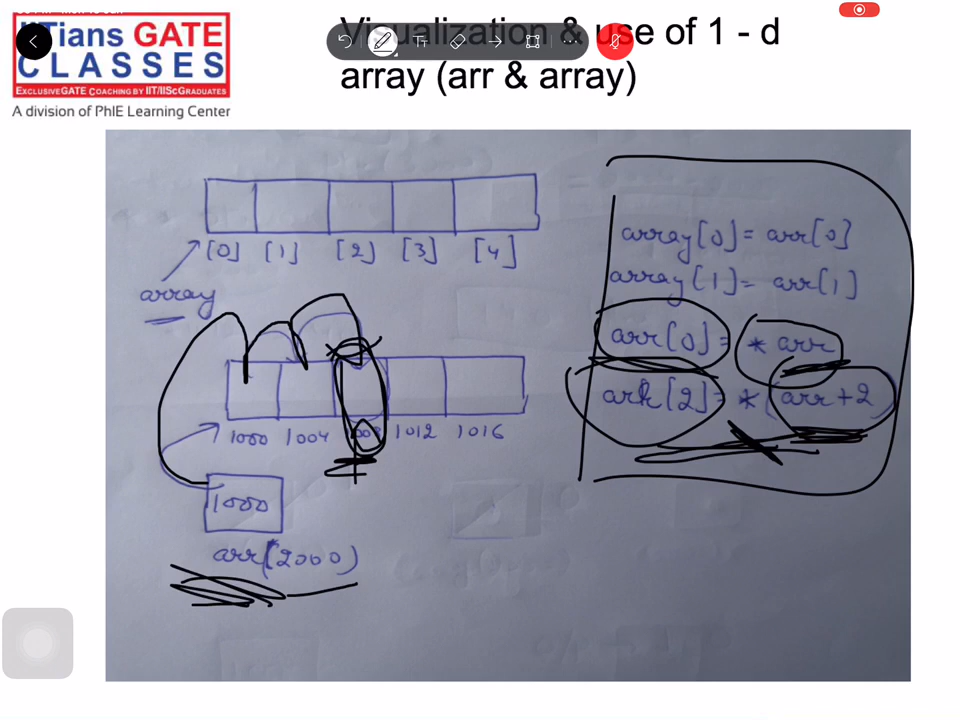 IITians GATE
CLASSES
EXCLUSIVE GATE COACHING BY IIT/IISc GRADUATES
A division of PhIE Learning Center
Visualization & use of 1 - d
array (arr & array)
[0] [1] [2] [3] [4]
array
1000 1004 1008 1012 1016
1000
arr(2000)
array[0] = arr[0]
array[1] = arr[1]
arr[0] = * arr
arr[2] = * (arr+2)